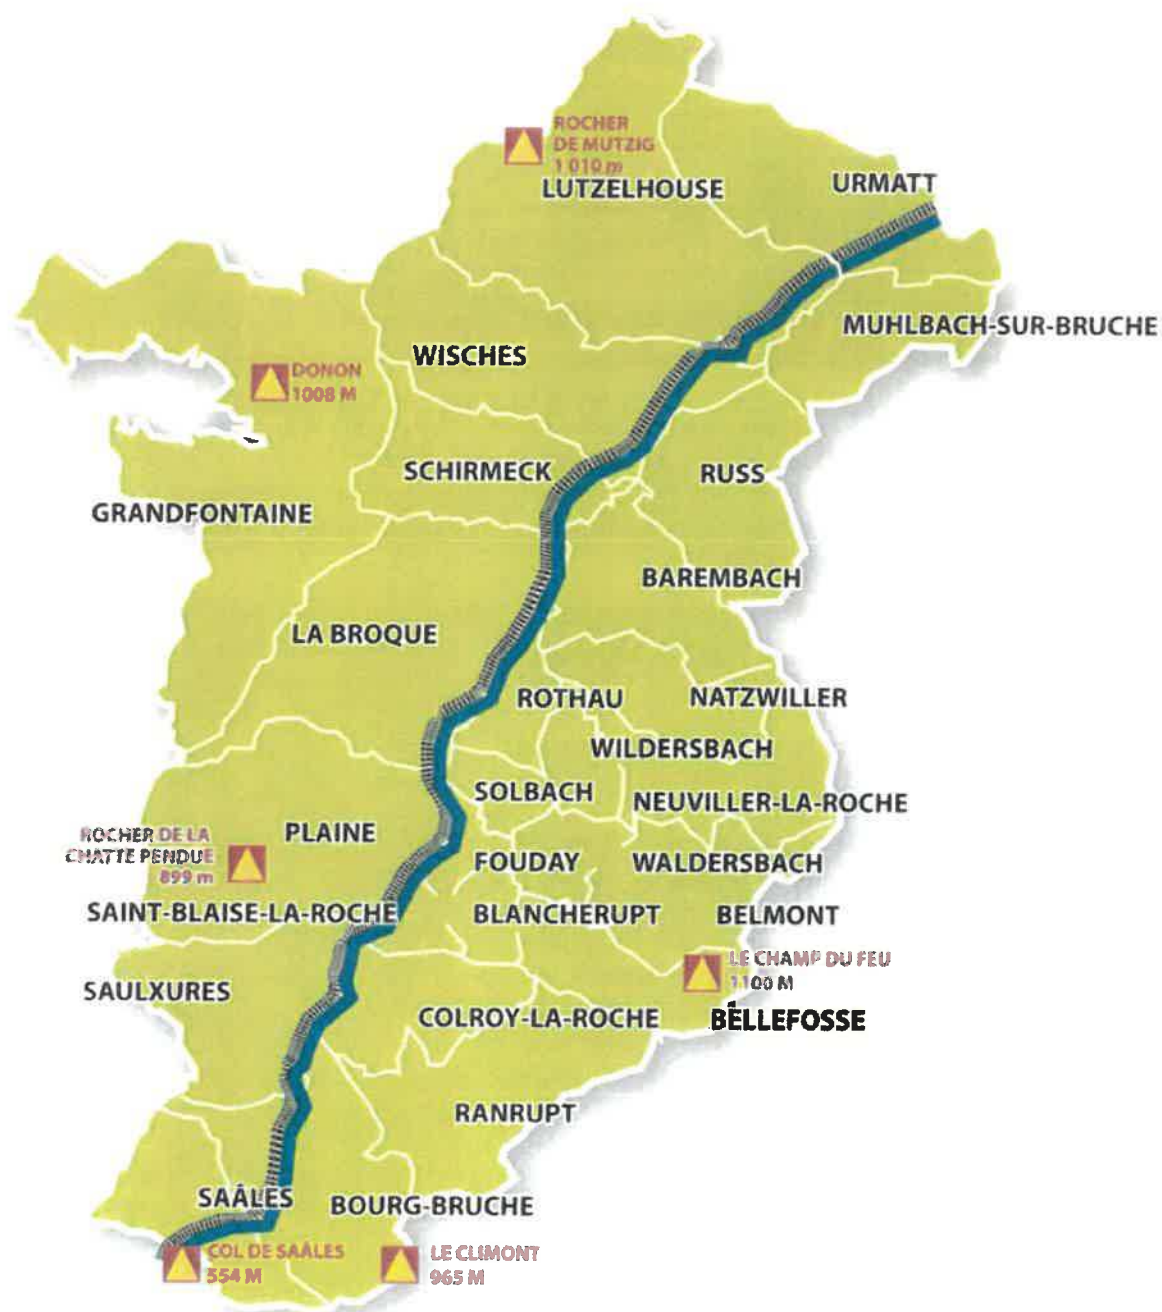 ROCHER
DE MUTZIG
1 010 m
LUTZELHOUSE
URMATT
MUHLBACH-SUR-BRUCHE
WISCHES
DONON
1008 M
SCHIRMECK
RUSS
GRANDFONTAINE
BAREMBACH
LA BROQUE
ROTHAU
NATZWILLER
WILDERSBACH
SOLBACH
NEUVILLER-LA-ROCHE
PLAINE
ROCHER DE LA
CHATTE PENDUE
899 m
FOUDAY
WALDERSBACH
SAINT-BLAISE-LA-ROCHE
BLANCHERUPT
BELMONT
LE CHAMP DU FEU
1100 M
SAULXURES
COLROY-LA-ROCHE
BELLEFOSSE
RANRUPT
SAÂLES
BOURG-BRUCHE
COL DE SAÂLES
554 M
LE CLIMONT
965 M